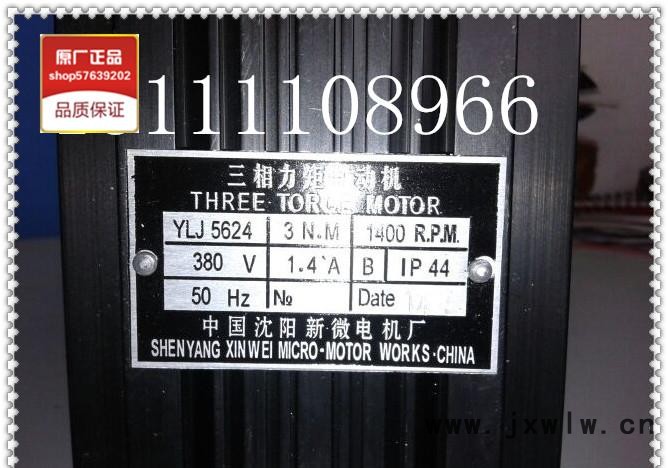 原厂正品
shop57639202
品质保证
111108966
三相力矩电动机
THREE TORQUE MOTOR
YLJ 5624 3 N.M 1400 R.P.M.
380 V 1.4 A B IP 44
50 Hz № Date
中国沈阳新微电机厂
SHENYANG XINWEI MICRO-MOTOR WORKS·CHINA
www.jxwlw.cn